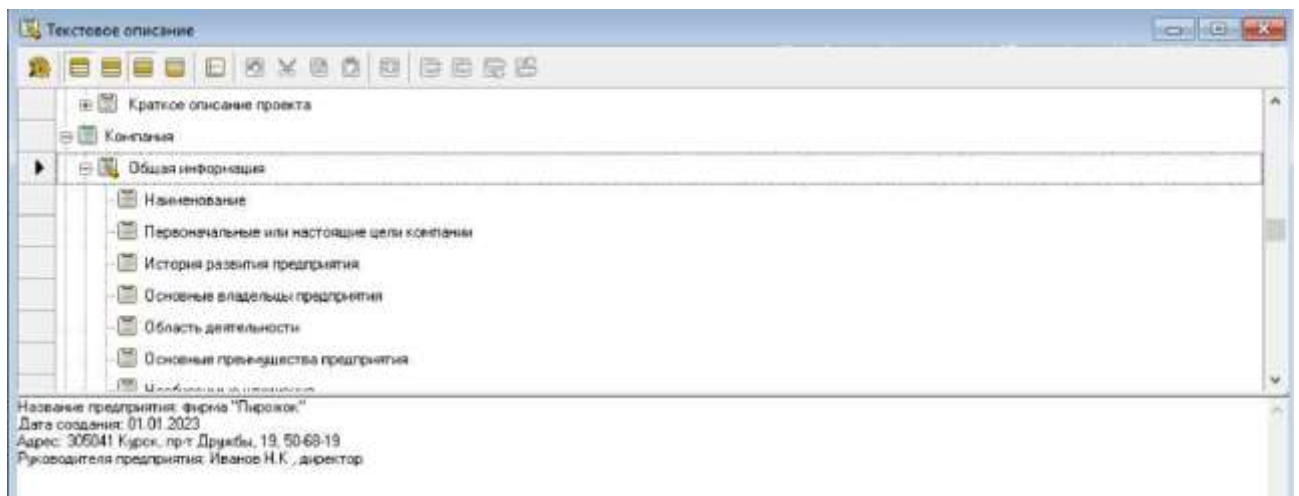 Текстовое описание
Краткое описание проекта
Компания
Общая информация
Наименование
Первоначальные или настоящие цели компании
История развития предприятия
Основные владельцы предприятия
Область деятельности
Основные преимущества предприятия
Название предприятия: фирма "Пирожок"
Дата создания: 01.01.2023
Адрес: 305041 Курск, пр-т Дружбы, 19, 50-68-19
Руководителя предприятия: Иванов Н.К , директор